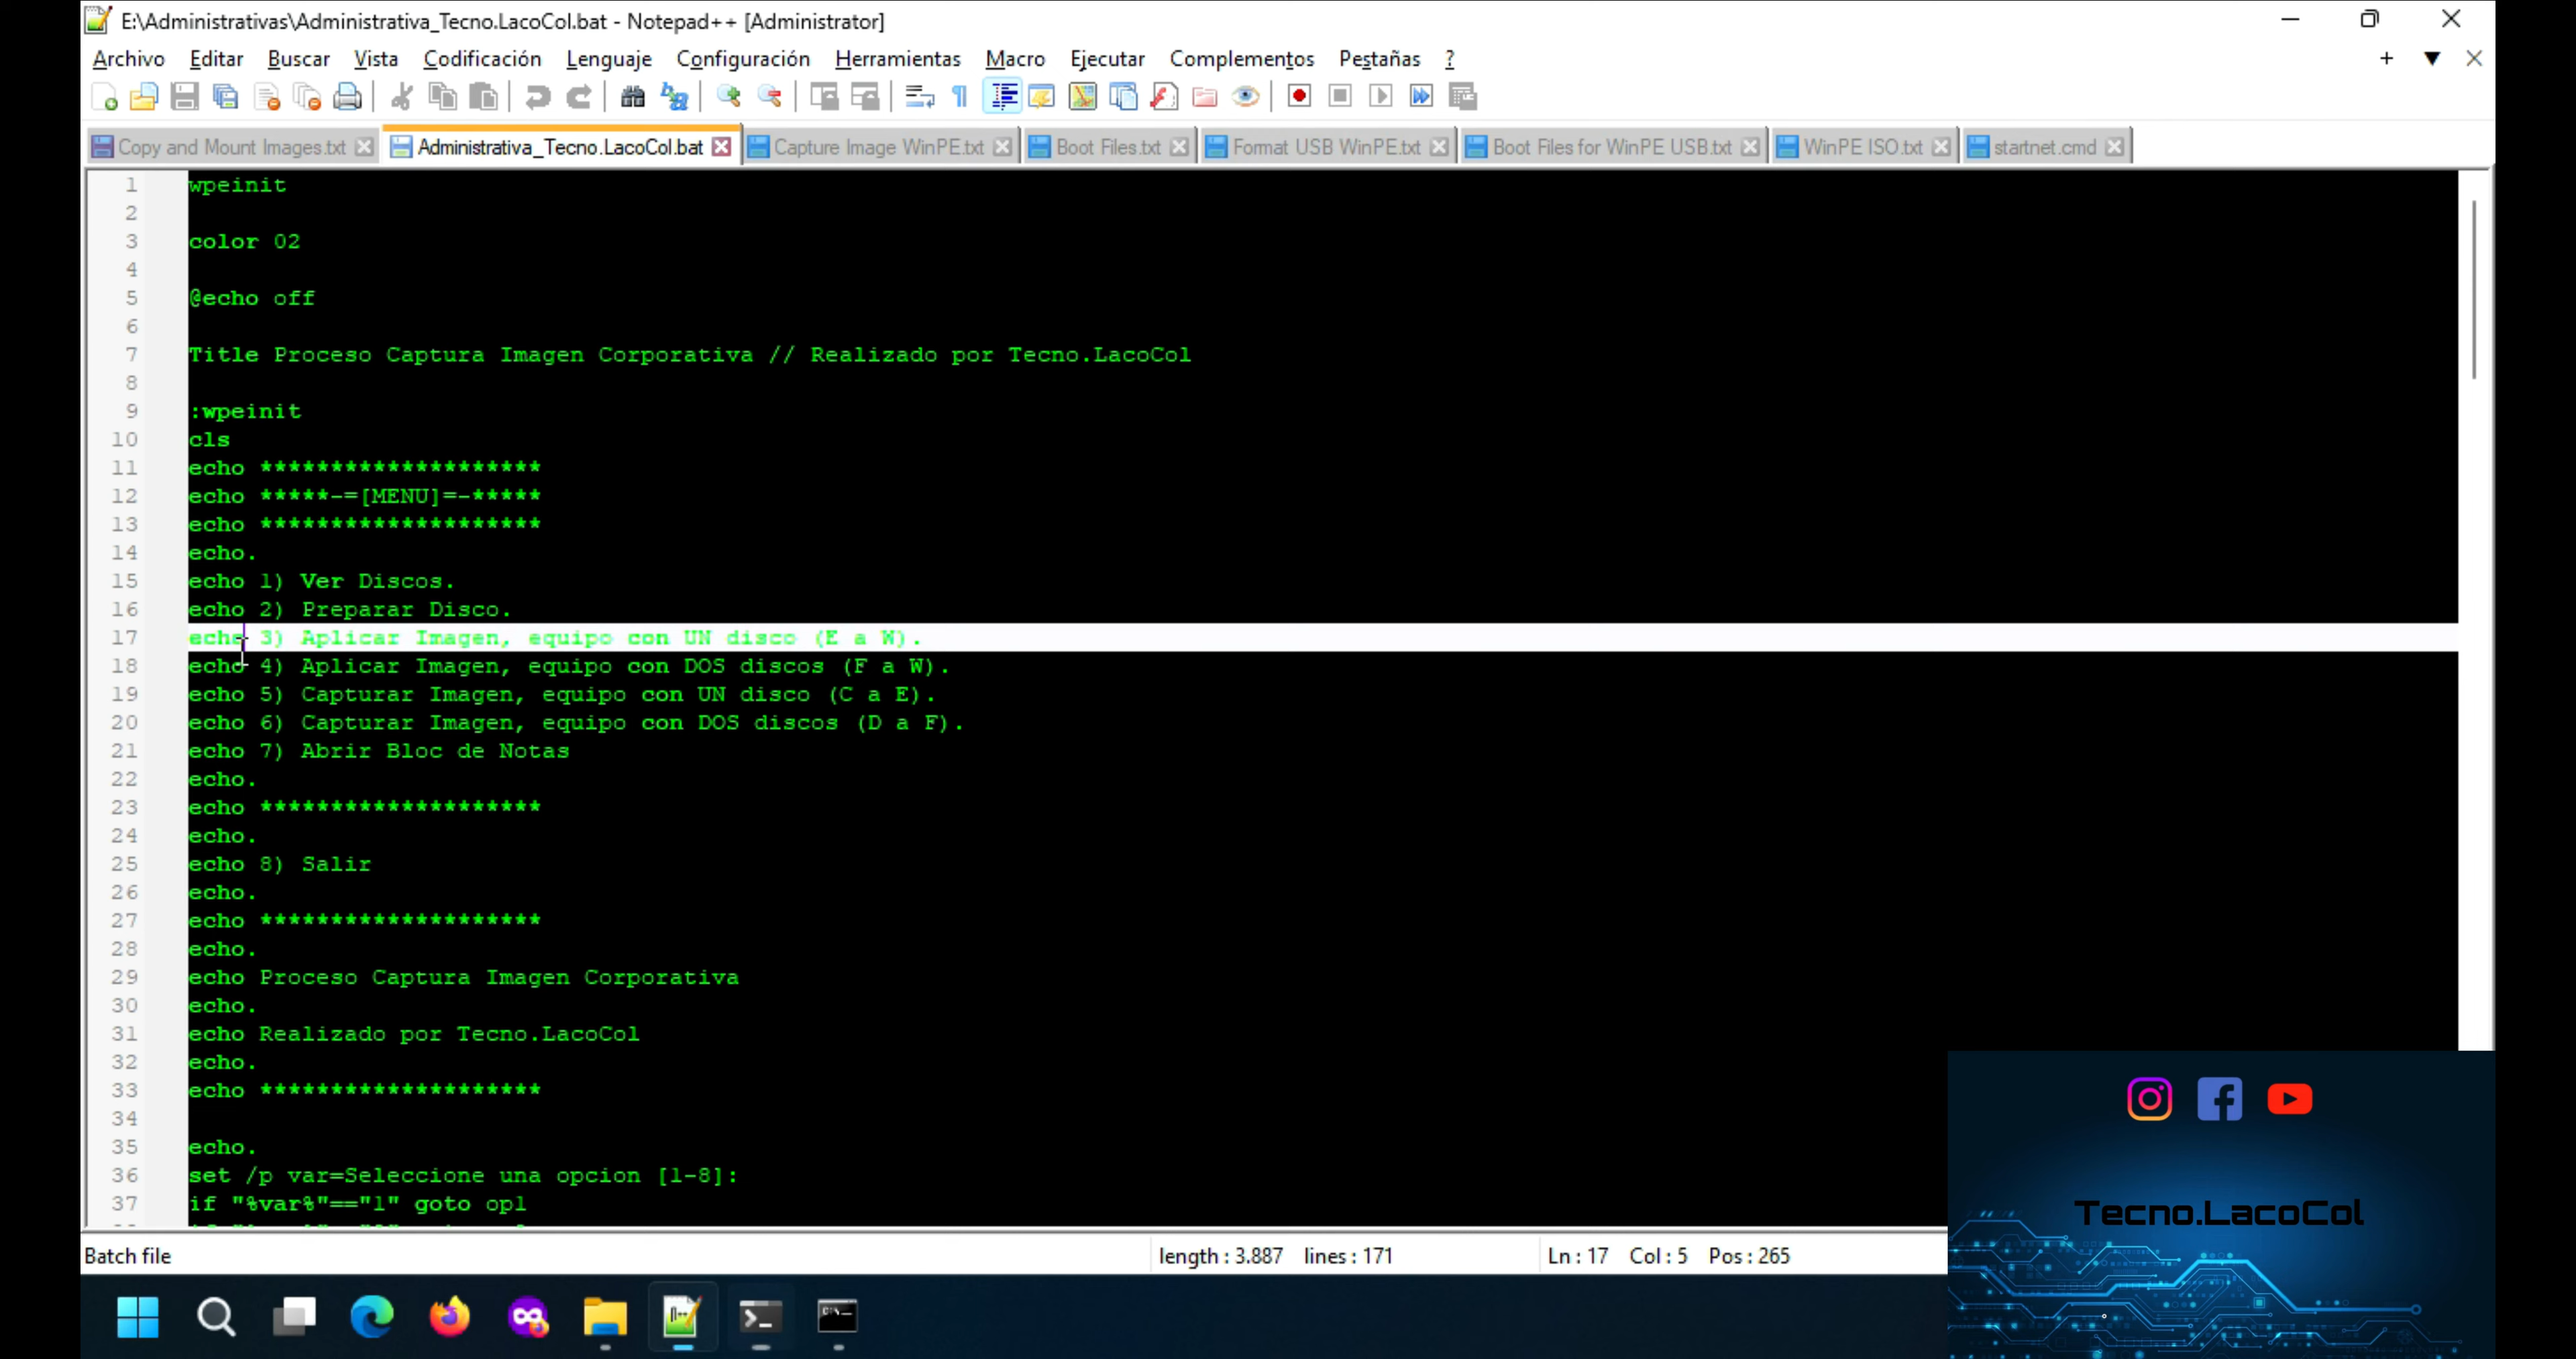 E:\Administrativas\Administrativa_Tecno.LacoCol.bat - Notepad++ [Administrator]
Archivo Editar Buscar Vista Codificación Lenguaje Configuración Herramientas Macro Ejecutar Complementos Pestañas ?
Copy and Mount Images.txt Administrativa_Tecno.LacoCol.bat Capture Image WinPE.txt Boot Files.txt Format USB WinPE.txt Boot Files for WinPE USB.txt WinPE ISO.txt startnet.cmd
1 wpeinit
2
3 color 02
4
5 @echo off
6
7 Title Proceso Captura Imagen Corporativa // Realizado por Tecno.LacoCol
8
9 :wpeinit
10 cls
11 echo ********************
12 echo *****-=[MENU]=-*****
13 echo ********************
14 echo.
15 echo 1) Ver Discos.
16 echo 2) Preparar Disco.
17 echo 3) Aplicar Imagen, equipo con UN disco (E a W).
18 echo 4) Aplicar Imagen, equipo con DOS discos (F a W).
19 echo 5) Capturar Imagen, equipo con UN disco (C a E).
20 echo 6) Capturar Imagen, equipo con DOS discos (D a F).
21 echo 7) Abrir Bloc de Notas
22 echo.
23 echo ********************
24 echo.
25 echo 8) Salir
26 echo.
27 echo ********************
28 echo.
29 echo Proceso Captura Imagen Corporativa
30 echo.
31 echo Realizado por Tecno.LacoCol
32 echo.
33 echo ********************
34
35 echo.
36 set /p var=Seleccione una opcion [1-8]:
37 if "%var%"=="1" goto op1
Batch file length : 3.887 lines : 171 Ln : 17 Col : 5 Pos : 265
Tecno.LacoCol